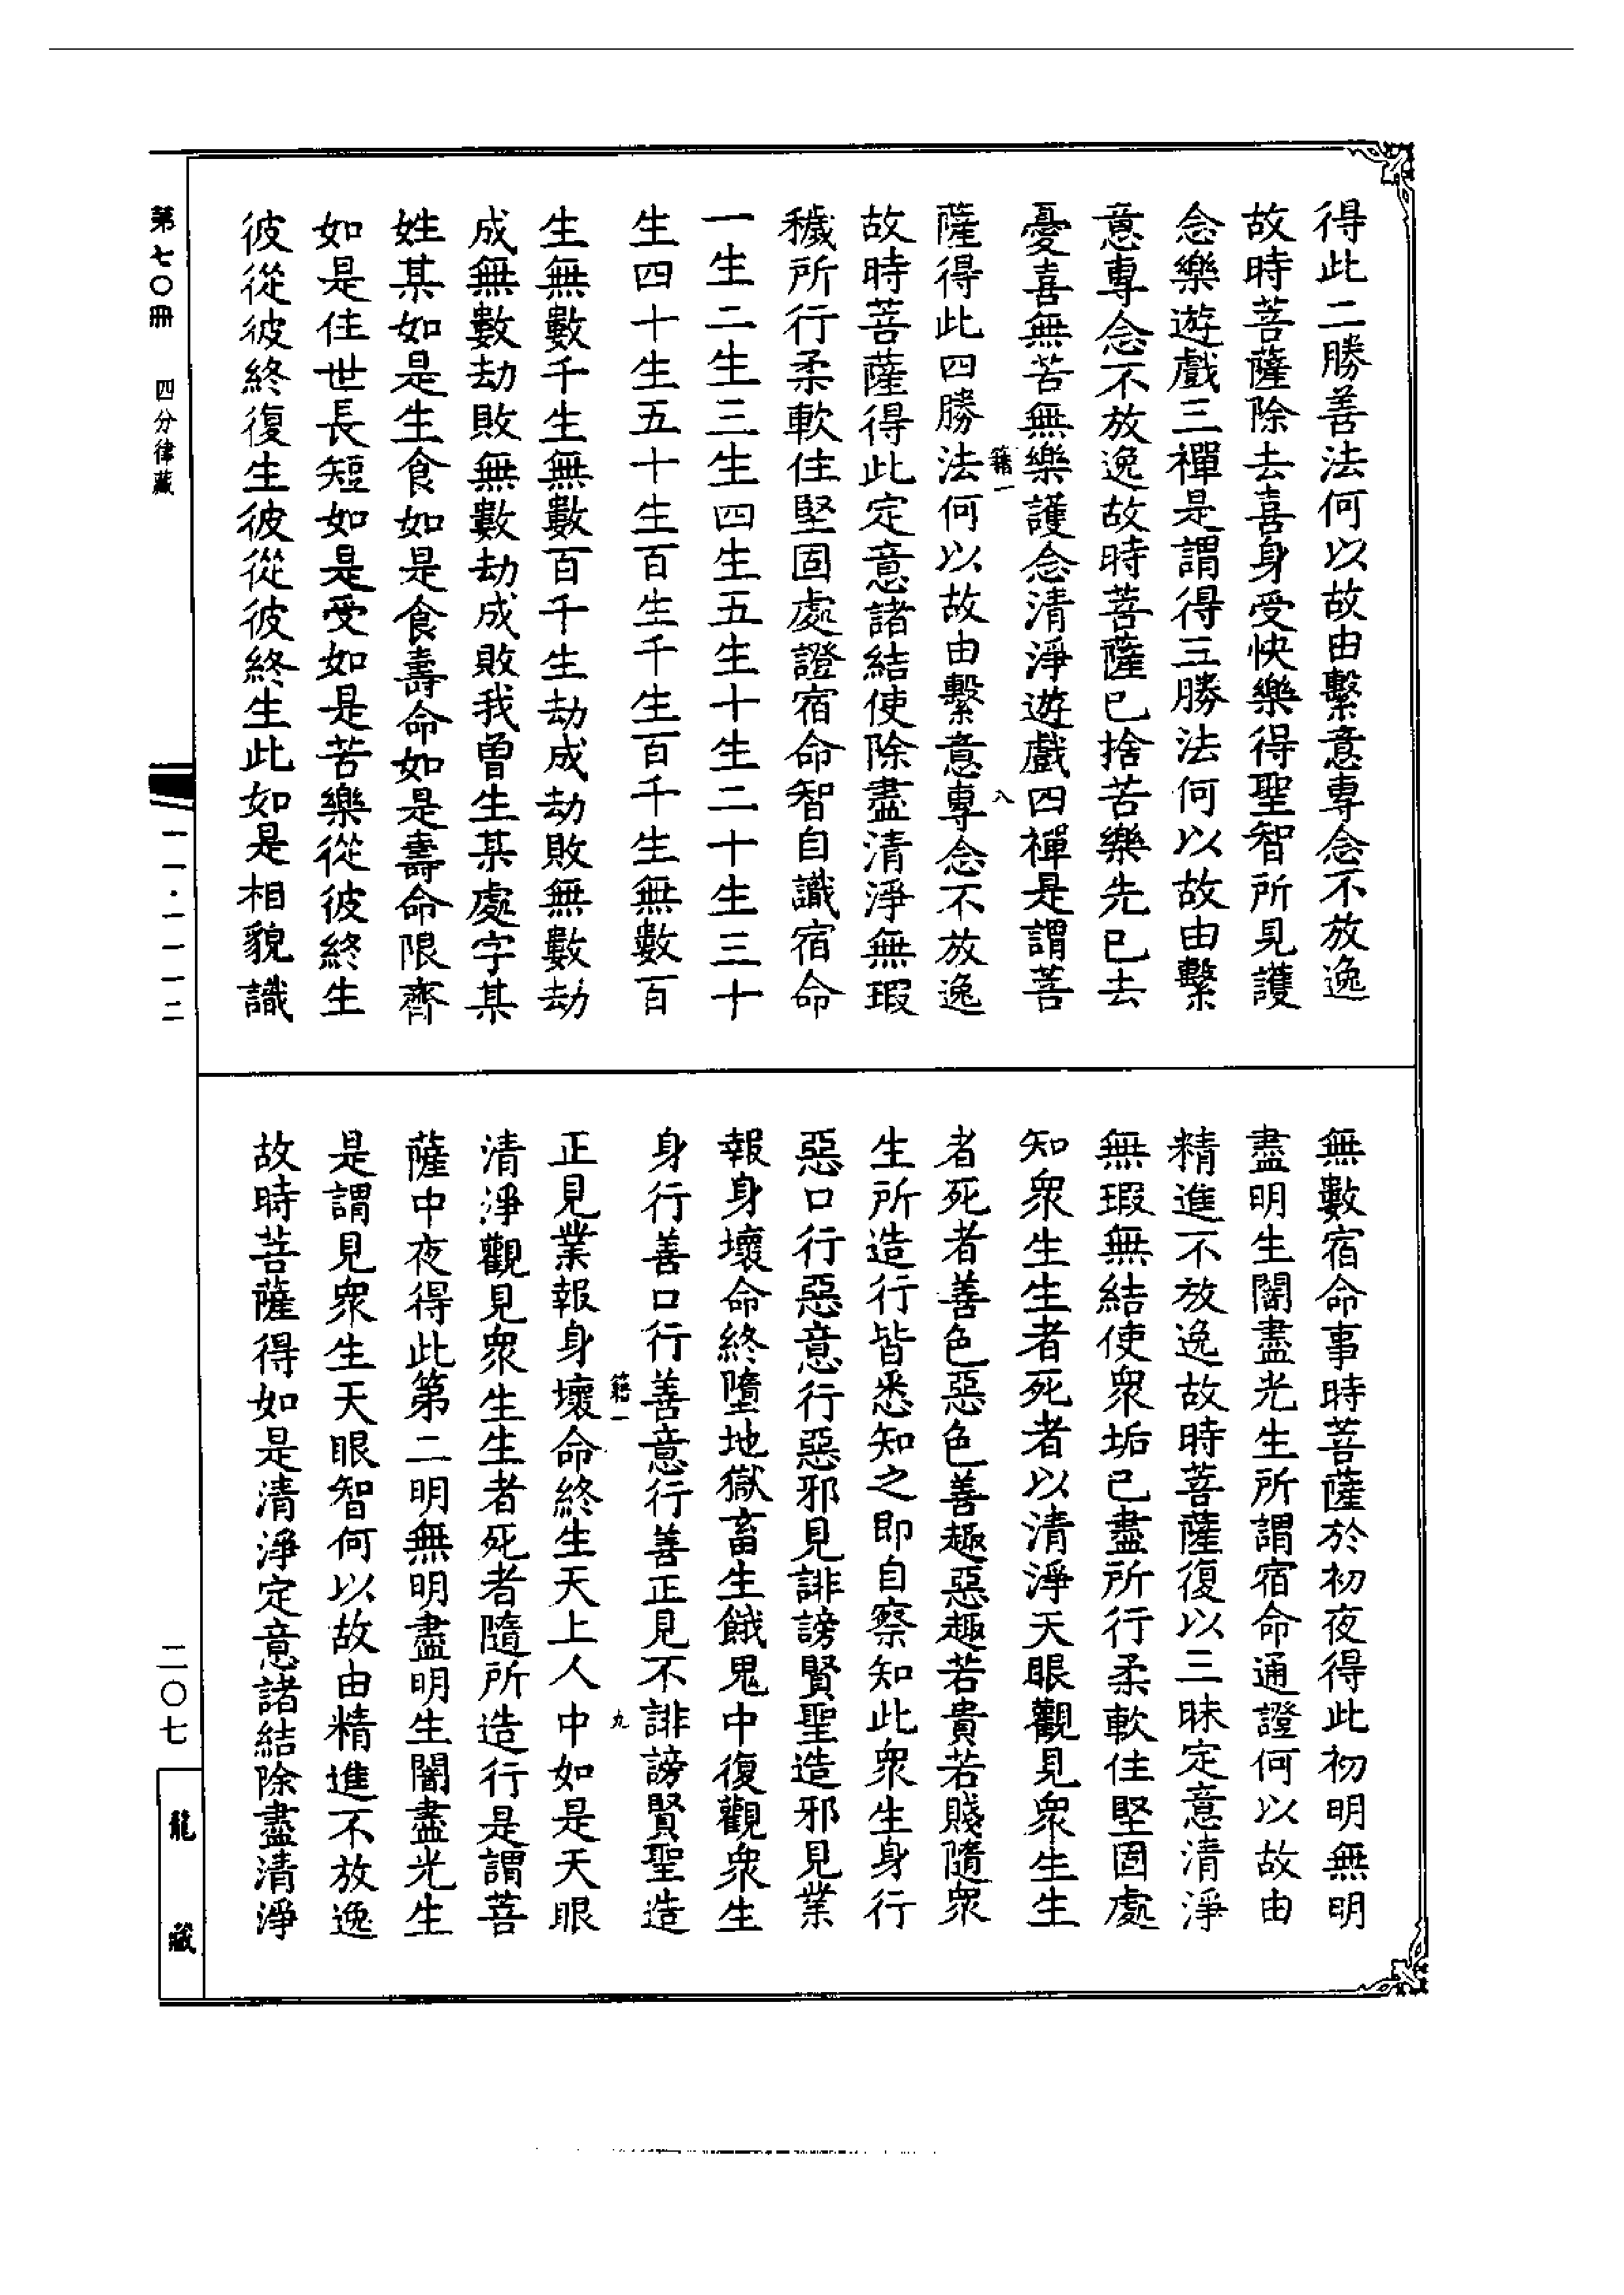 得此二勝善法何以故由繫意專念不放逸
故時菩薩除去喜身受快樂得聖智所見護
念樂遊戲三禪是謂得三勝法何以故由繫
意專念不放逸故時菩薩已捨苦樂先已去
憂喜無苦無樂護念清淨遊戲四禪是謂菩
籍一 八
薩得此四勝法何以故由繫意專念不放逸
故時菩薩得此定意諸結使除盡清淨無瑕
穢所行柔軟住堅固處證宿命智自識宿命
一生二生三生四生五生十生二十生三十
生四十生五十生百生千生百千生無數百
生無數千生無數百千生劫成劫敗無數劫
成無數劫敗無數劫成敗我曾生某處字某
姓某如是生食如是食壽命如是壽命限齊
如是住世長短如是受如是苦樂從彼終生
彼從彼終復生彼從彼終生此如是相貌識
無數宿命事時菩薩於初夜得此初明無明
盡明生闇盡光生所謂宿命通證何以故由
精進不放逸故時菩薩復以三昧定意清淨
無瑕無結使眾垢已盡所行柔軟住堅固處
知眾生生者死者以清淨天眼觀見眾生生
者死者善色惡色善趣惡趣若貴若賤隨眾
生所造行皆悉知之即自察知此眾生身行
惡口行惡意行惡邪見誹謗賢聖造邪見業
報身壞命終墮地獄畜生餓鬼中復觀眾生
身行善口行善意行善正見不誹謗賢聖造
籍一 九
正見業報身壞命終生天上人中如是天眼
清淨觀見眾生生者死者隨所造行是謂菩
薩中夜得此第二明無明盡明生闇盡光生
是謂見眾生天眼智何以故由精進不放逸
故時菩薩得如是清淨定意諸結除盡清淨
第七〇冊 四分律藏 一一·一一一二
二〇七
龍藏